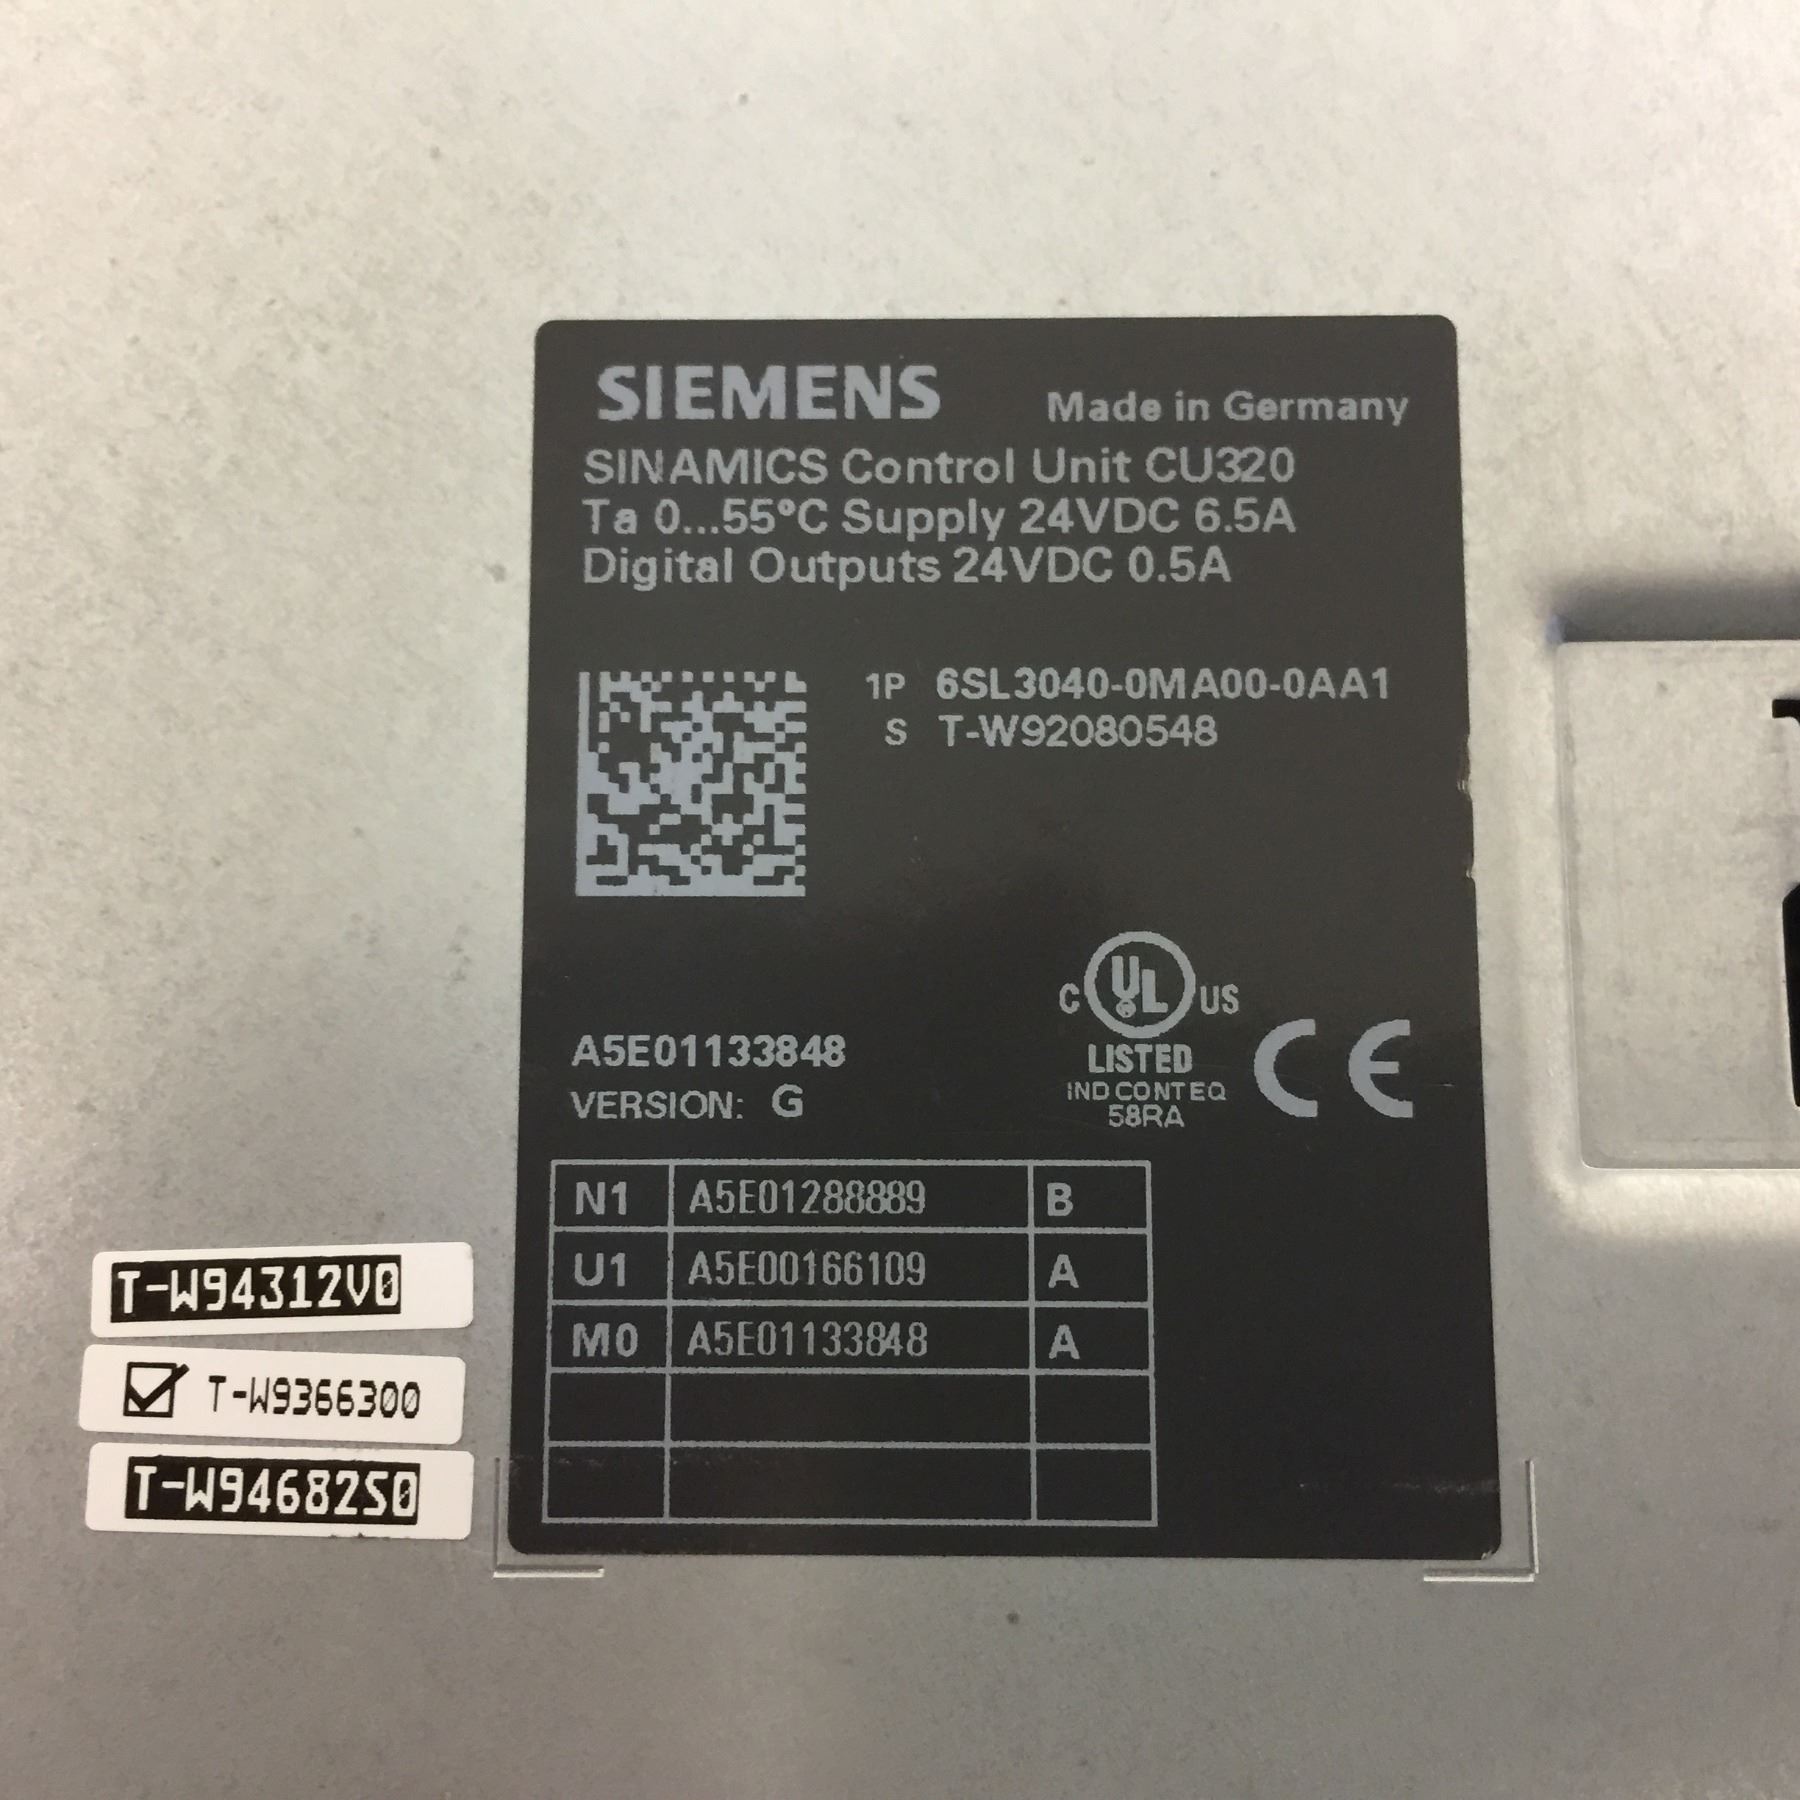 SIEMENS Made in Germany
SINAMICS Control Unit CU320
Ta 0...55°C Supply 24VDC 6.5A
Digital Outputs 24VDC 0.5A
1P 6SL3040-0MA00-0AA1
S T-W92080548
C UL US
LISTED
IND CONT EQ
58RA
CE
A5E01133848
VERSION: G
N1 A5E01288889 B
U1 A5E00166109 A
M0 A5E01133848 A
T-W94312V0
T-W9366300
T-W94682S0